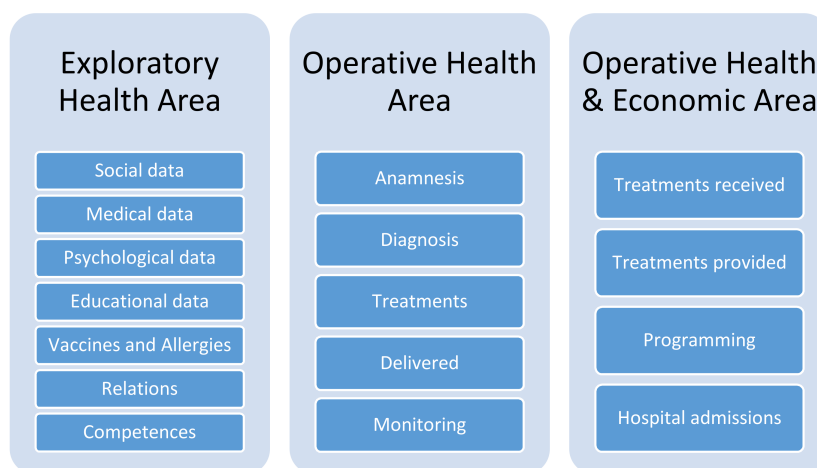 Exploratory
Health Area
Social data
Medical data
Psychological data
Educational data
Vaccines and Allergies
Relations
Competences
Operative Health
Area
Anamnesis
Diagnosis
Treatments
Delivered
Monitoring
Operative Health
& Economic Area
Treatments received
Treatments provided
Programming
Hospital admissions